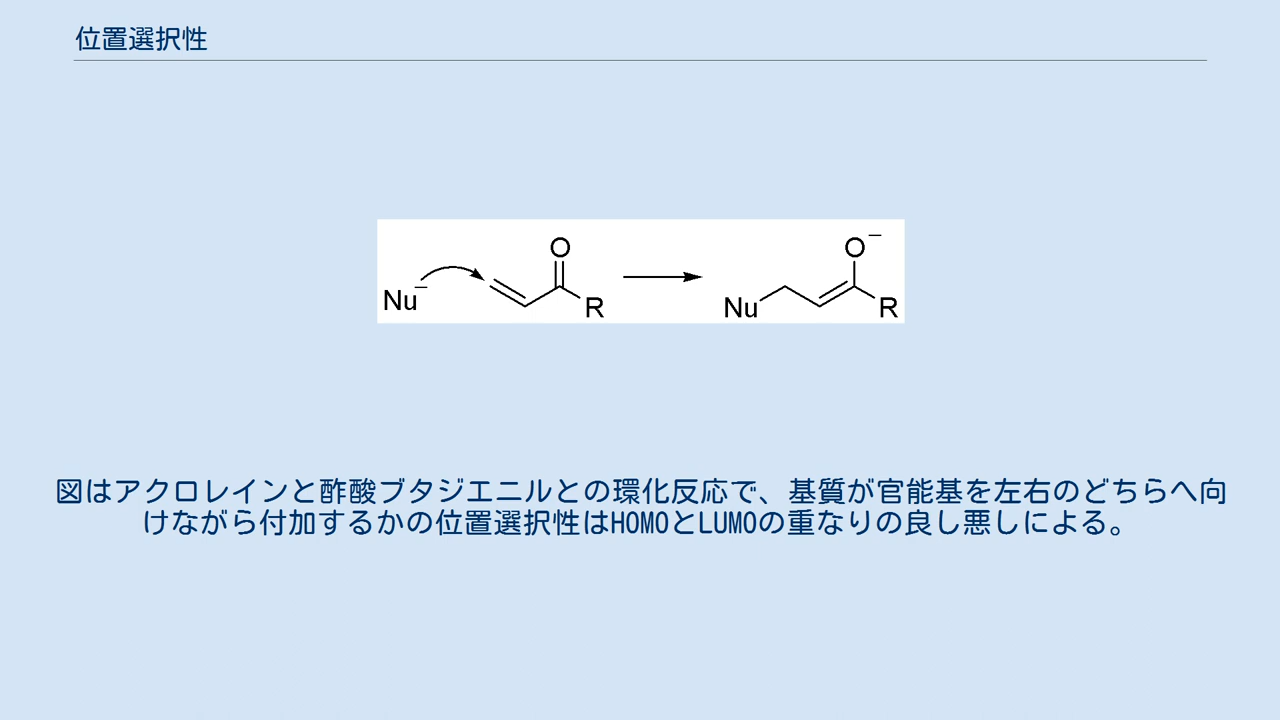 位置選択性
Nu− O R Nu O− R
図はアクロレインと酢酸ブタジエニルとの環化反応で、基質が官能基を左右のどちらへ向
けながら付加するかの位置選択性はHOMOとLUMOの重なりの良し悪しによる。